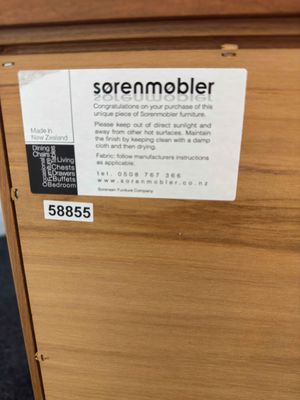 sørenmobler
sørenmobler
Congratulations on your purchase of this
unique piece of Sorenmobler furniture.
Please keep out of direct sunlight and
away from other hot surfaces. Maintain
the finish by keeping clean with a damp
cloth and then drying.
Fabric: follow manufacturers instructions
as applicable.
tel. 0508 767 366
www.sorenmobler.co.nz
Sorensen Furniture Company
Made in
New Zealand
Dining
Chairs
Living
Chests
Drawers
Buffets
Bedroom
58855